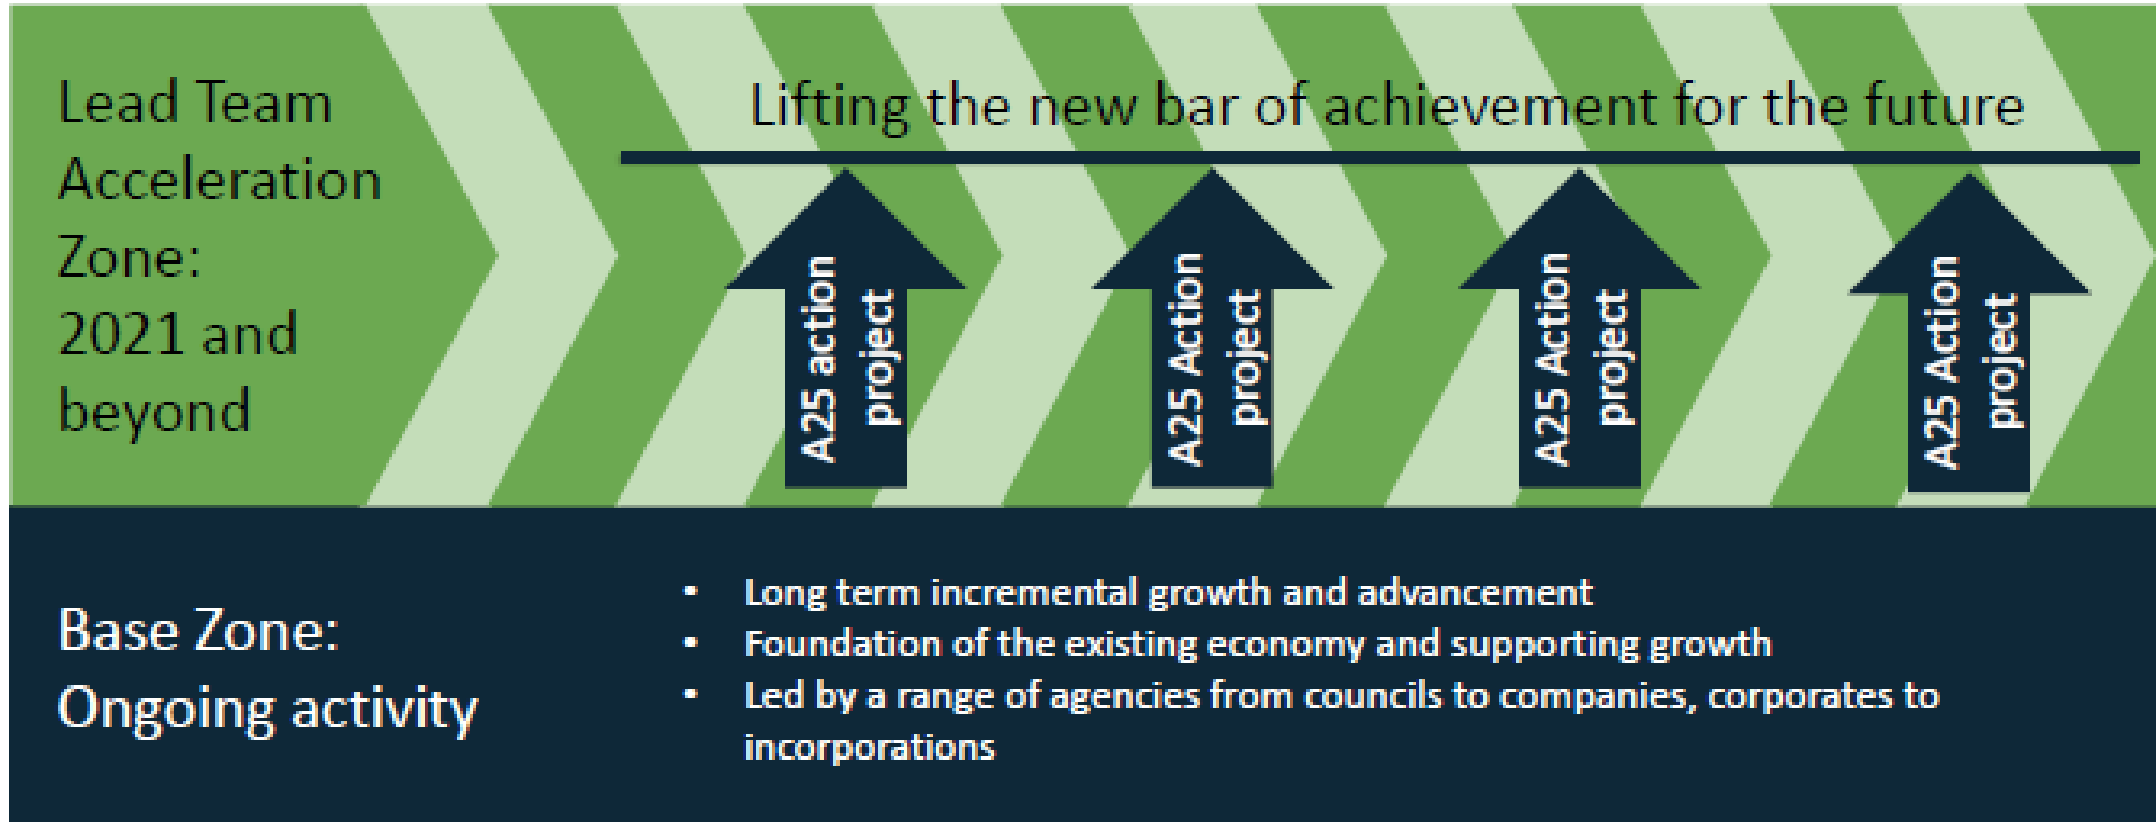 Lead Team
Acceleration
Zone:
2021 and
beyond
Lifting the new bar of achievement for the future
A25 action
project
A25 Action
project
A25 Action
project
A25 Action
project
Base Zone:
Ongoing activity
• Long term incremental growth and advancement
• Foundation of the existing economy and supporting growth
• Led by a range of agencies from councils to companies, corporates to
incorporations